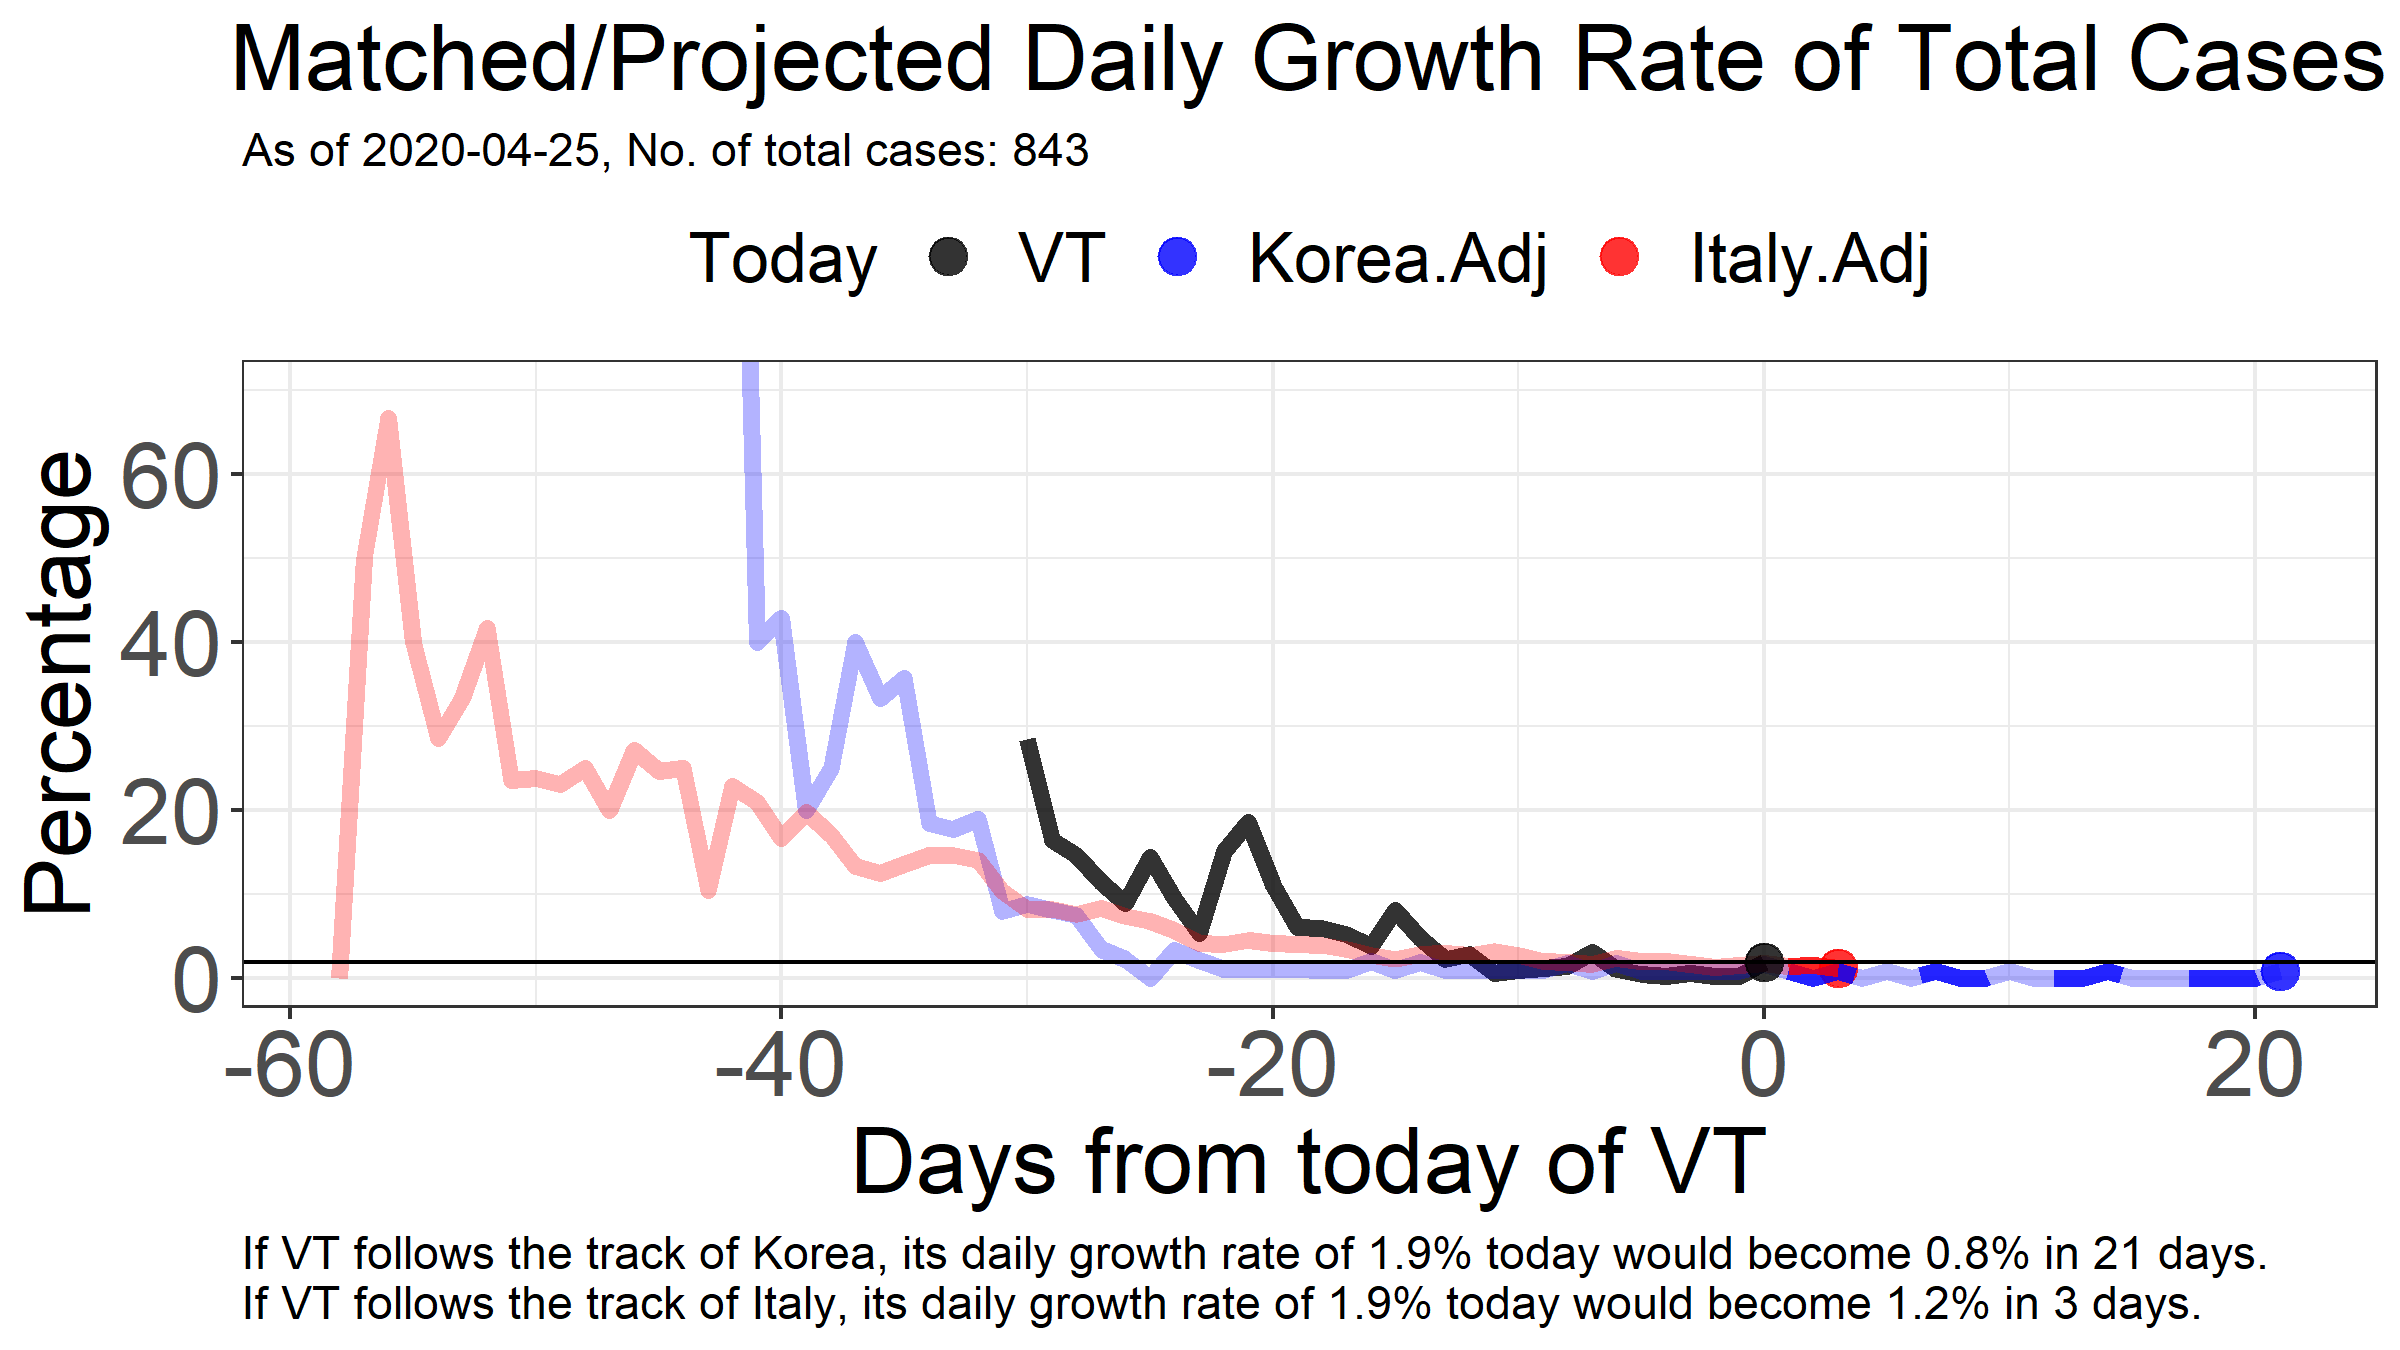 Matched/Projected Daily Growth Rate of Total Cases
As of 2020-04-25, No. of total cases: 843
Today VT Korea.Adj Italy.Adj
Percentage
60
40
20
0
-60 -40 -20 0 20
Days from today of VT
If VT follows the track of Korea, its daily growth rate of 1.9% today would become 0.8% in 21 days.
If VT follows the track of Italy, its daily growth rate of 1.9% today would become 1.2% in 3 days.